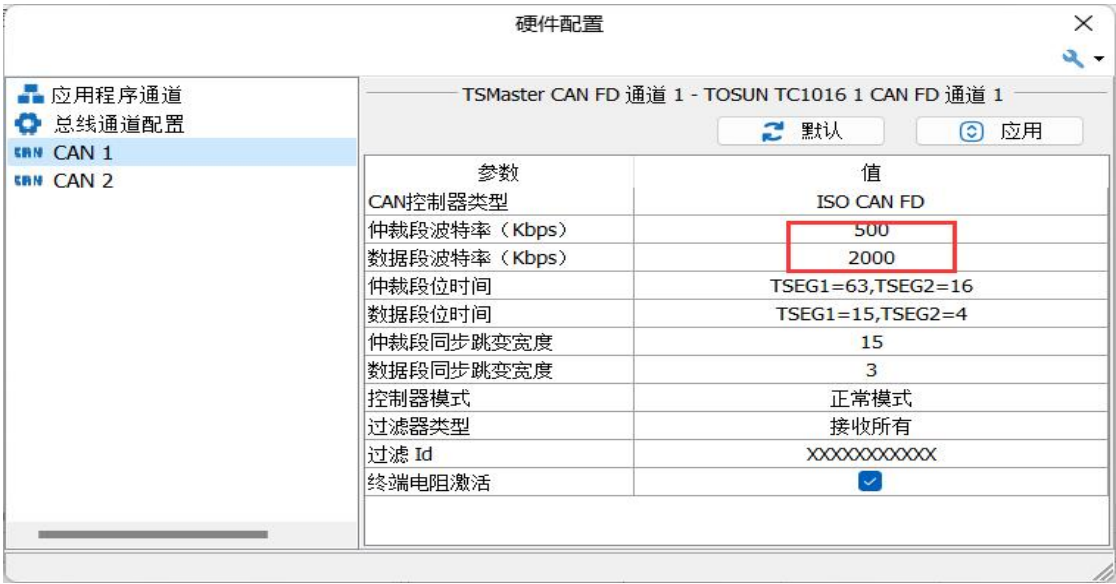 硬件配置
应用程序通道
总线通道配置
CAN CAN 1
CAN CAN 2
TSMaster CAN FD 通道 1 - TOSUN TC1016 1 CAN FD 通道 1
默认 应用
参数 值
CAN控制器类型 ISO CAN FD
仲裁段波特率（Kbps） 500
数据段波特率（Kbps） 2000
仲裁段位时间 TSEG1=63,TSEG2=16
数据段位时间 TSEG1=15,TSEG2=4
仲裁段同步跳变宽度 15
数据段同步跳变宽度 3
控制器模式 正常模式
过滤器类型 接收所有
过滤 Id XXXXXXXXXXX
终端电阻激活